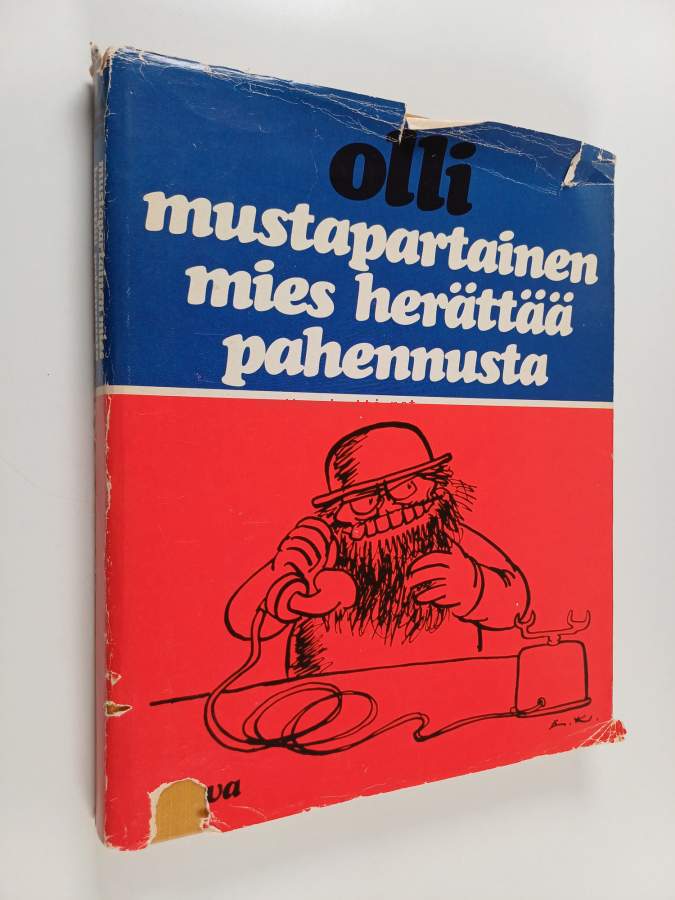 olli
mustapartainen
mies herättää
pahennusta